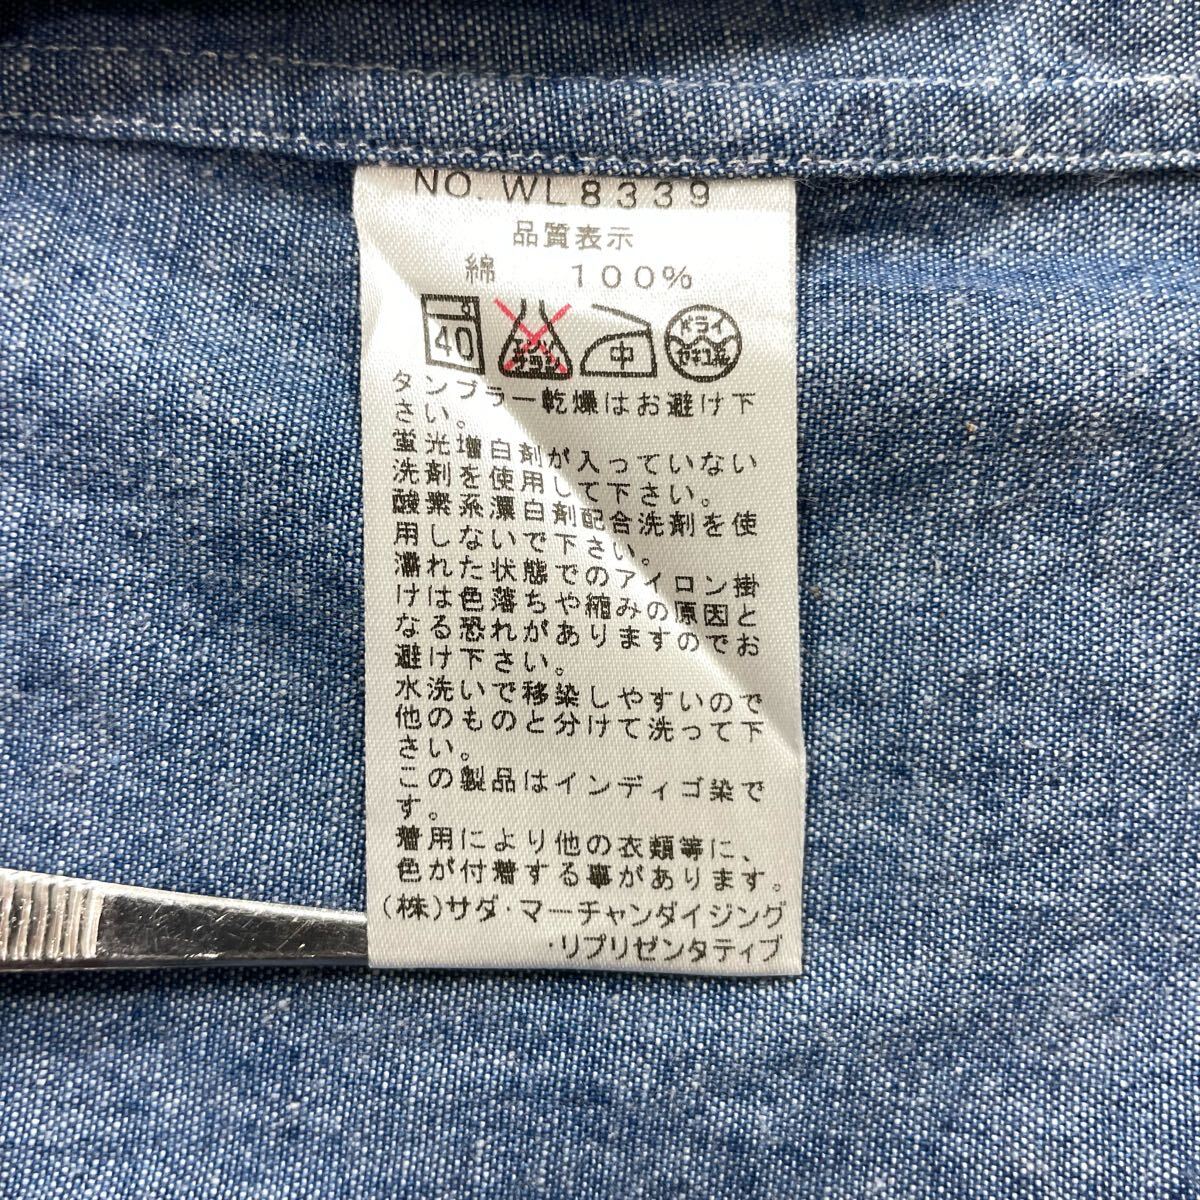 NO. WL8339
品質表示
綿 100%
40 エンソサラシ 中 ドライ セキユ系
タンブラー乾燥はお避け下
さい。
蛍光増白剤が入っていない
洗剤を使用して下さい。
酸素系漂白剤配合洗剤を使
用しないで下さい。
濡れた状態でのアイロン掛
けは色落ちや縮みの原因と
なる恐れがありますのでお
避け下さい。
水洗いで移染しやすいので
他のものと分けて洗って下
さい。
この製品はインディゴ染で
す。
着用により他の衣類等に、
色が付着する事があります。
(株)サダ・マーチャンダイジング
・リプリゼンタティブ